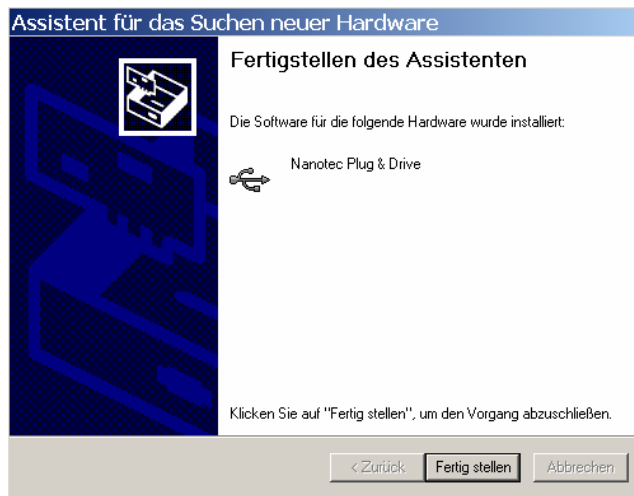 Assistent für das Suchen neuer Hardware
Fertigstellen des Assistenten
Die Software für die folgende Hardware wurde installiert:
Nanotec Plug & Drive
Klicken Sie auf "Fertig stellen", um den Vorgang abzuschließen.
< Zurück Fertig stellen Abbrechen